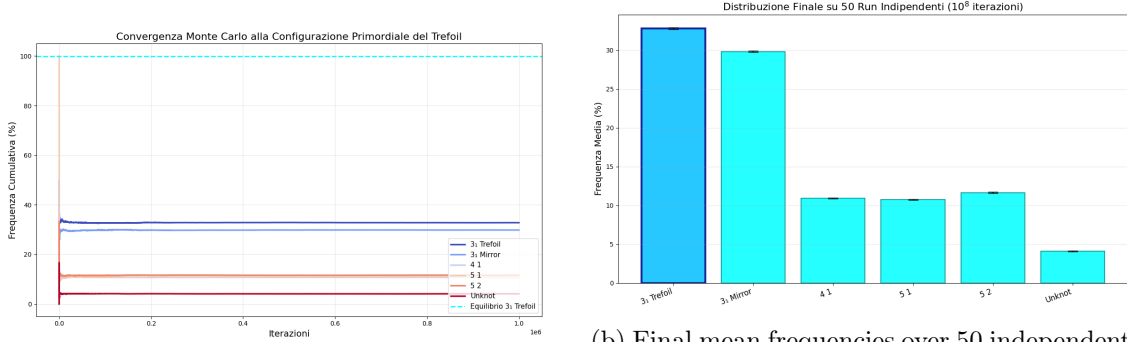 Convergenza Monte Carlo alla Configurazione Primordiale del Trefoil
Frequenza Cumulativa (%)
100
80
60
40
20
0
0.0
0.2
0.4
0.6
0.8
1.0
1e6
Iterazioni
3₁ Trefoil
3₁ Mirror
4 1
5 1
5 2
Unknot
Equilibrio 3₁ Trefoil
Distribuzione Finale su 50 Run Indipendenti (10⁸ iterazioni)
Frequenza Media (%)
30
25
20
15
10
5
0
3₁ Trefoil
3₁ Mirror
4 1
5 1
5 2
Unknot
(b) Final mean frequencies over 50 independent